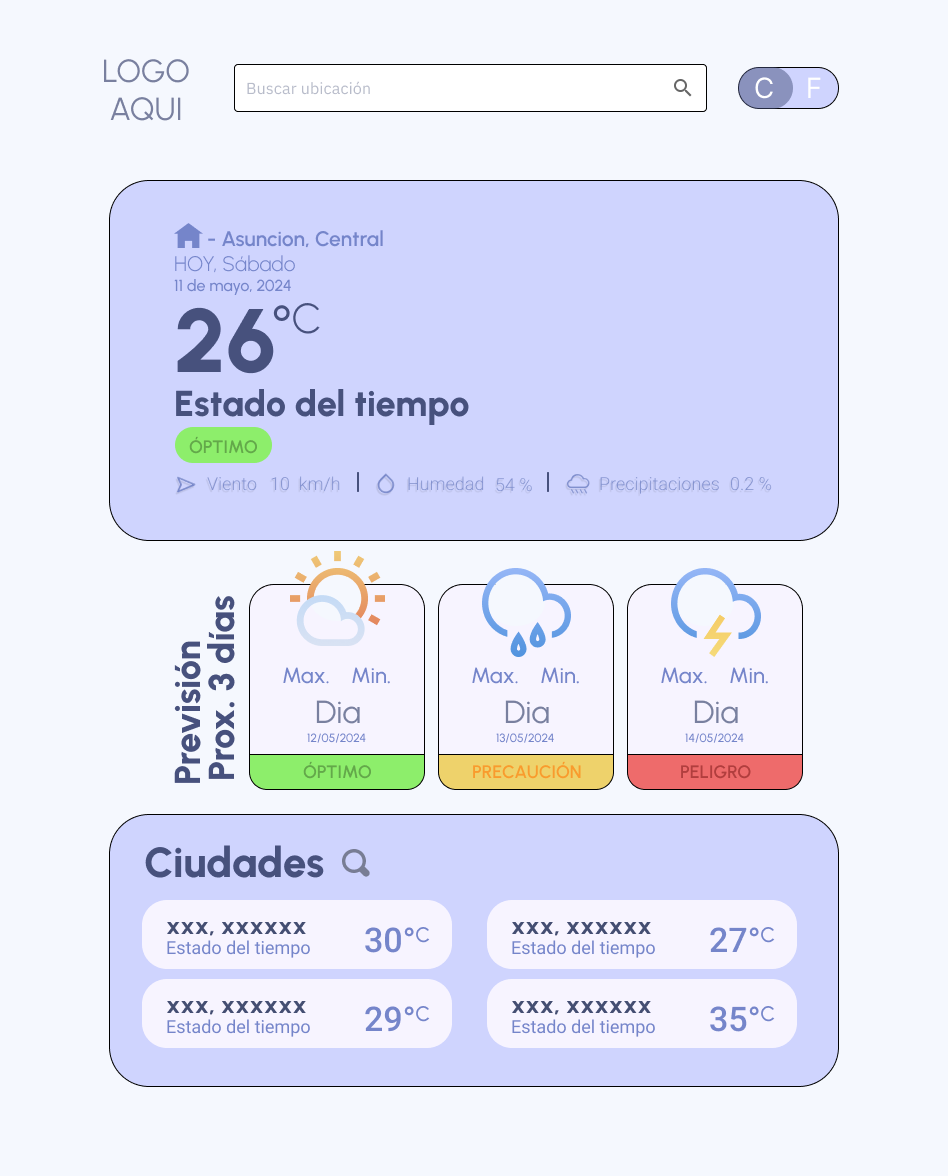 LOGO
AQUI
Buscar ubicación
C F
- Asuncion, Central
HOY, Sábado
11 de mayo, 2024
26°C
Estado del tiempo
ÓPTIMO
Viento 10 km/h | Humedad 54 % | Precipitaciones 0.2 %
Previsión
Prox. 3 días
Max. Min.
Dia
12/05/2024
ÓPTIMO
Max. Min.
Dia
13/05/2024
PRECAUCIÓN
Max. Min.
Dia
14/05/2024
PELIGRO
Ciudades
xxx, xxxxxx
Estado del tiempo
30°C
xxx, xxxxxx
Estado del tiempo
27°C
xxx, xxxxxx
Estado del tiempo
29°C
xxx, xxxxxx
Estado del tiempo
35°C